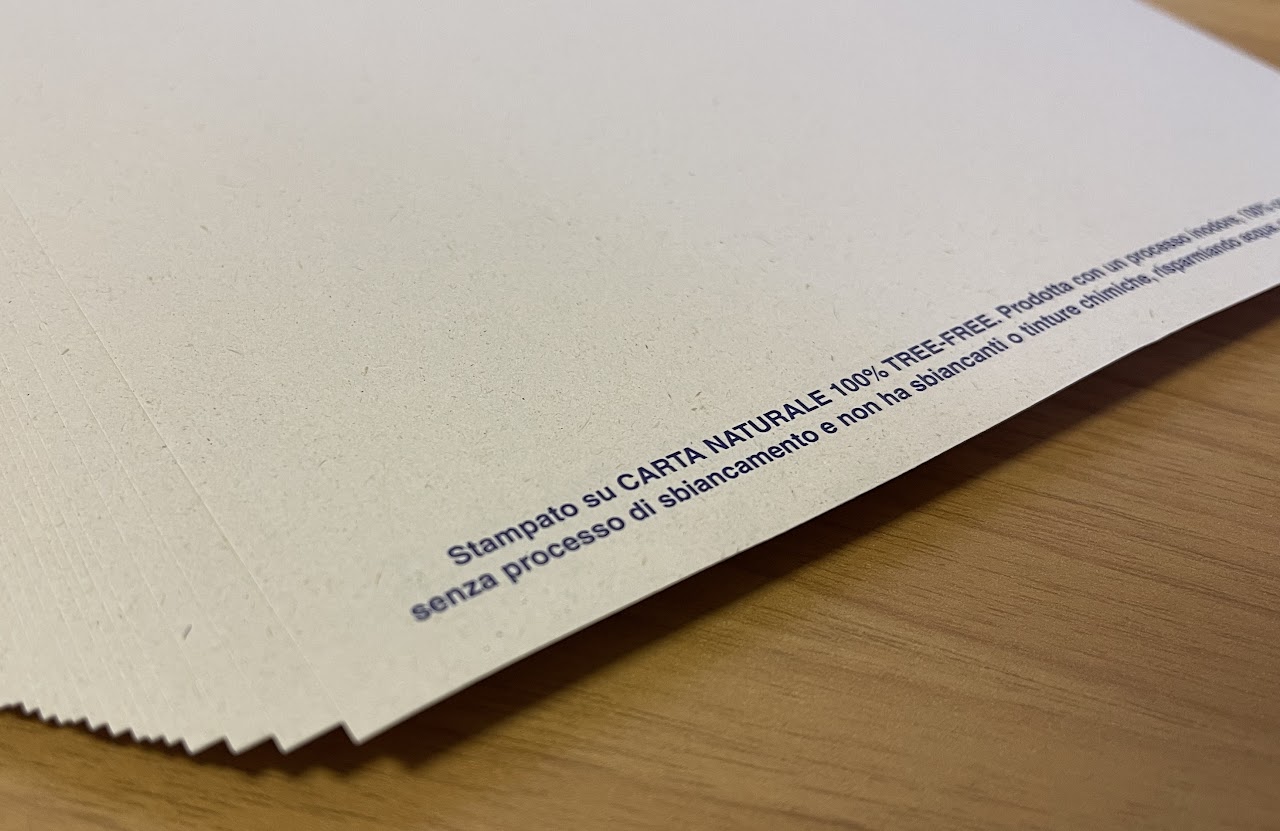 Stampato su CARTA NATURALE 100% TREE-FREE. Prodotta con un processo inodore, 100%
senza processo di sbiancamento e non ha sbiancanti o tinture chimiche, risparmiando acqua